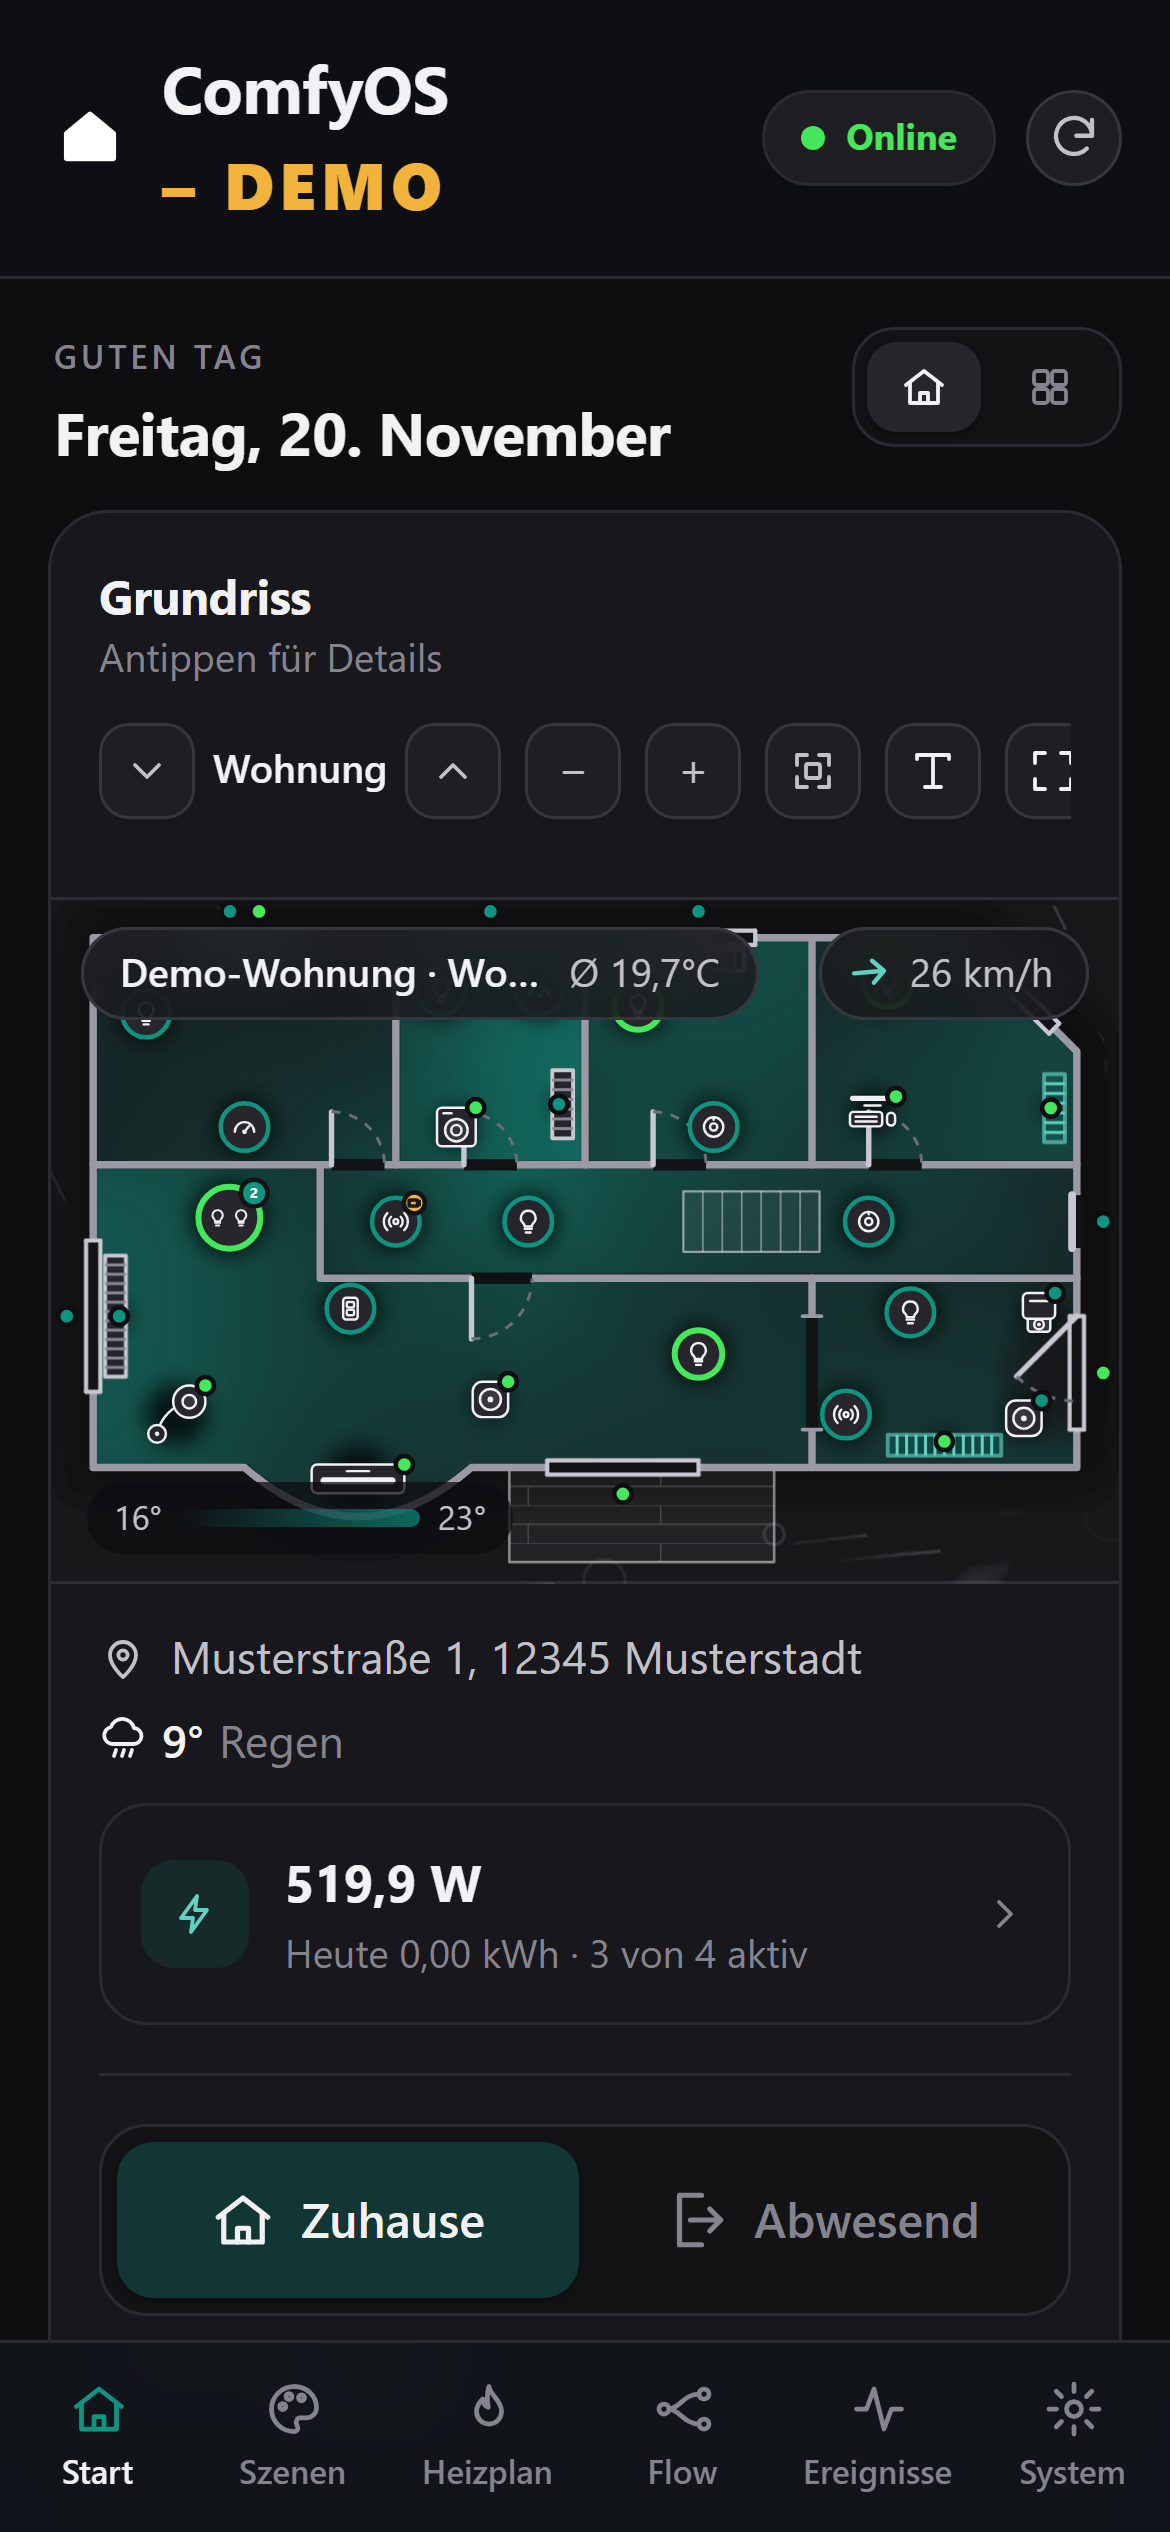 ComfyOS
– DEMO
Online
GUTEN TAG
Freitag, 20. November
Grundriss
Antippen für Details
Wohnung
Demo-Wohnung · Wo... Ø 19,7°C
26 km/h
2
16° 23°
Musterstraße 1, 12345 Musterstadt
9° Regen
519,9 W
Heute 0,00 kWh · 3 von 4 aktiv
Zuhause
Abwesend
Start
Szenen
Heizplan
Flow
Ereignisse
System